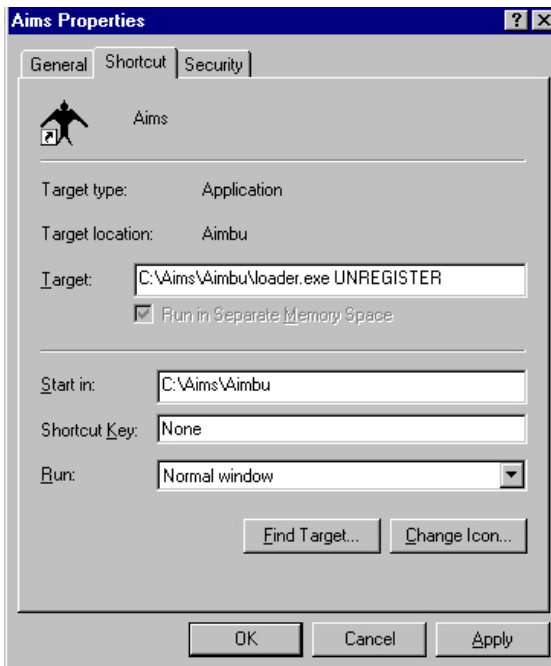 Aims Properties
General Shortcut Security
Aims
Target type: Application
Target location: Aimbu
Target: C:\Aims\Aimbu\loader.exe UNREGISTER
Run in Separate Memory Space
Start in: C:\Aims\Aimbu
Shortcut Key: None
Run: Normal window
Find Target... Change Icon...
OK Cancel Apply